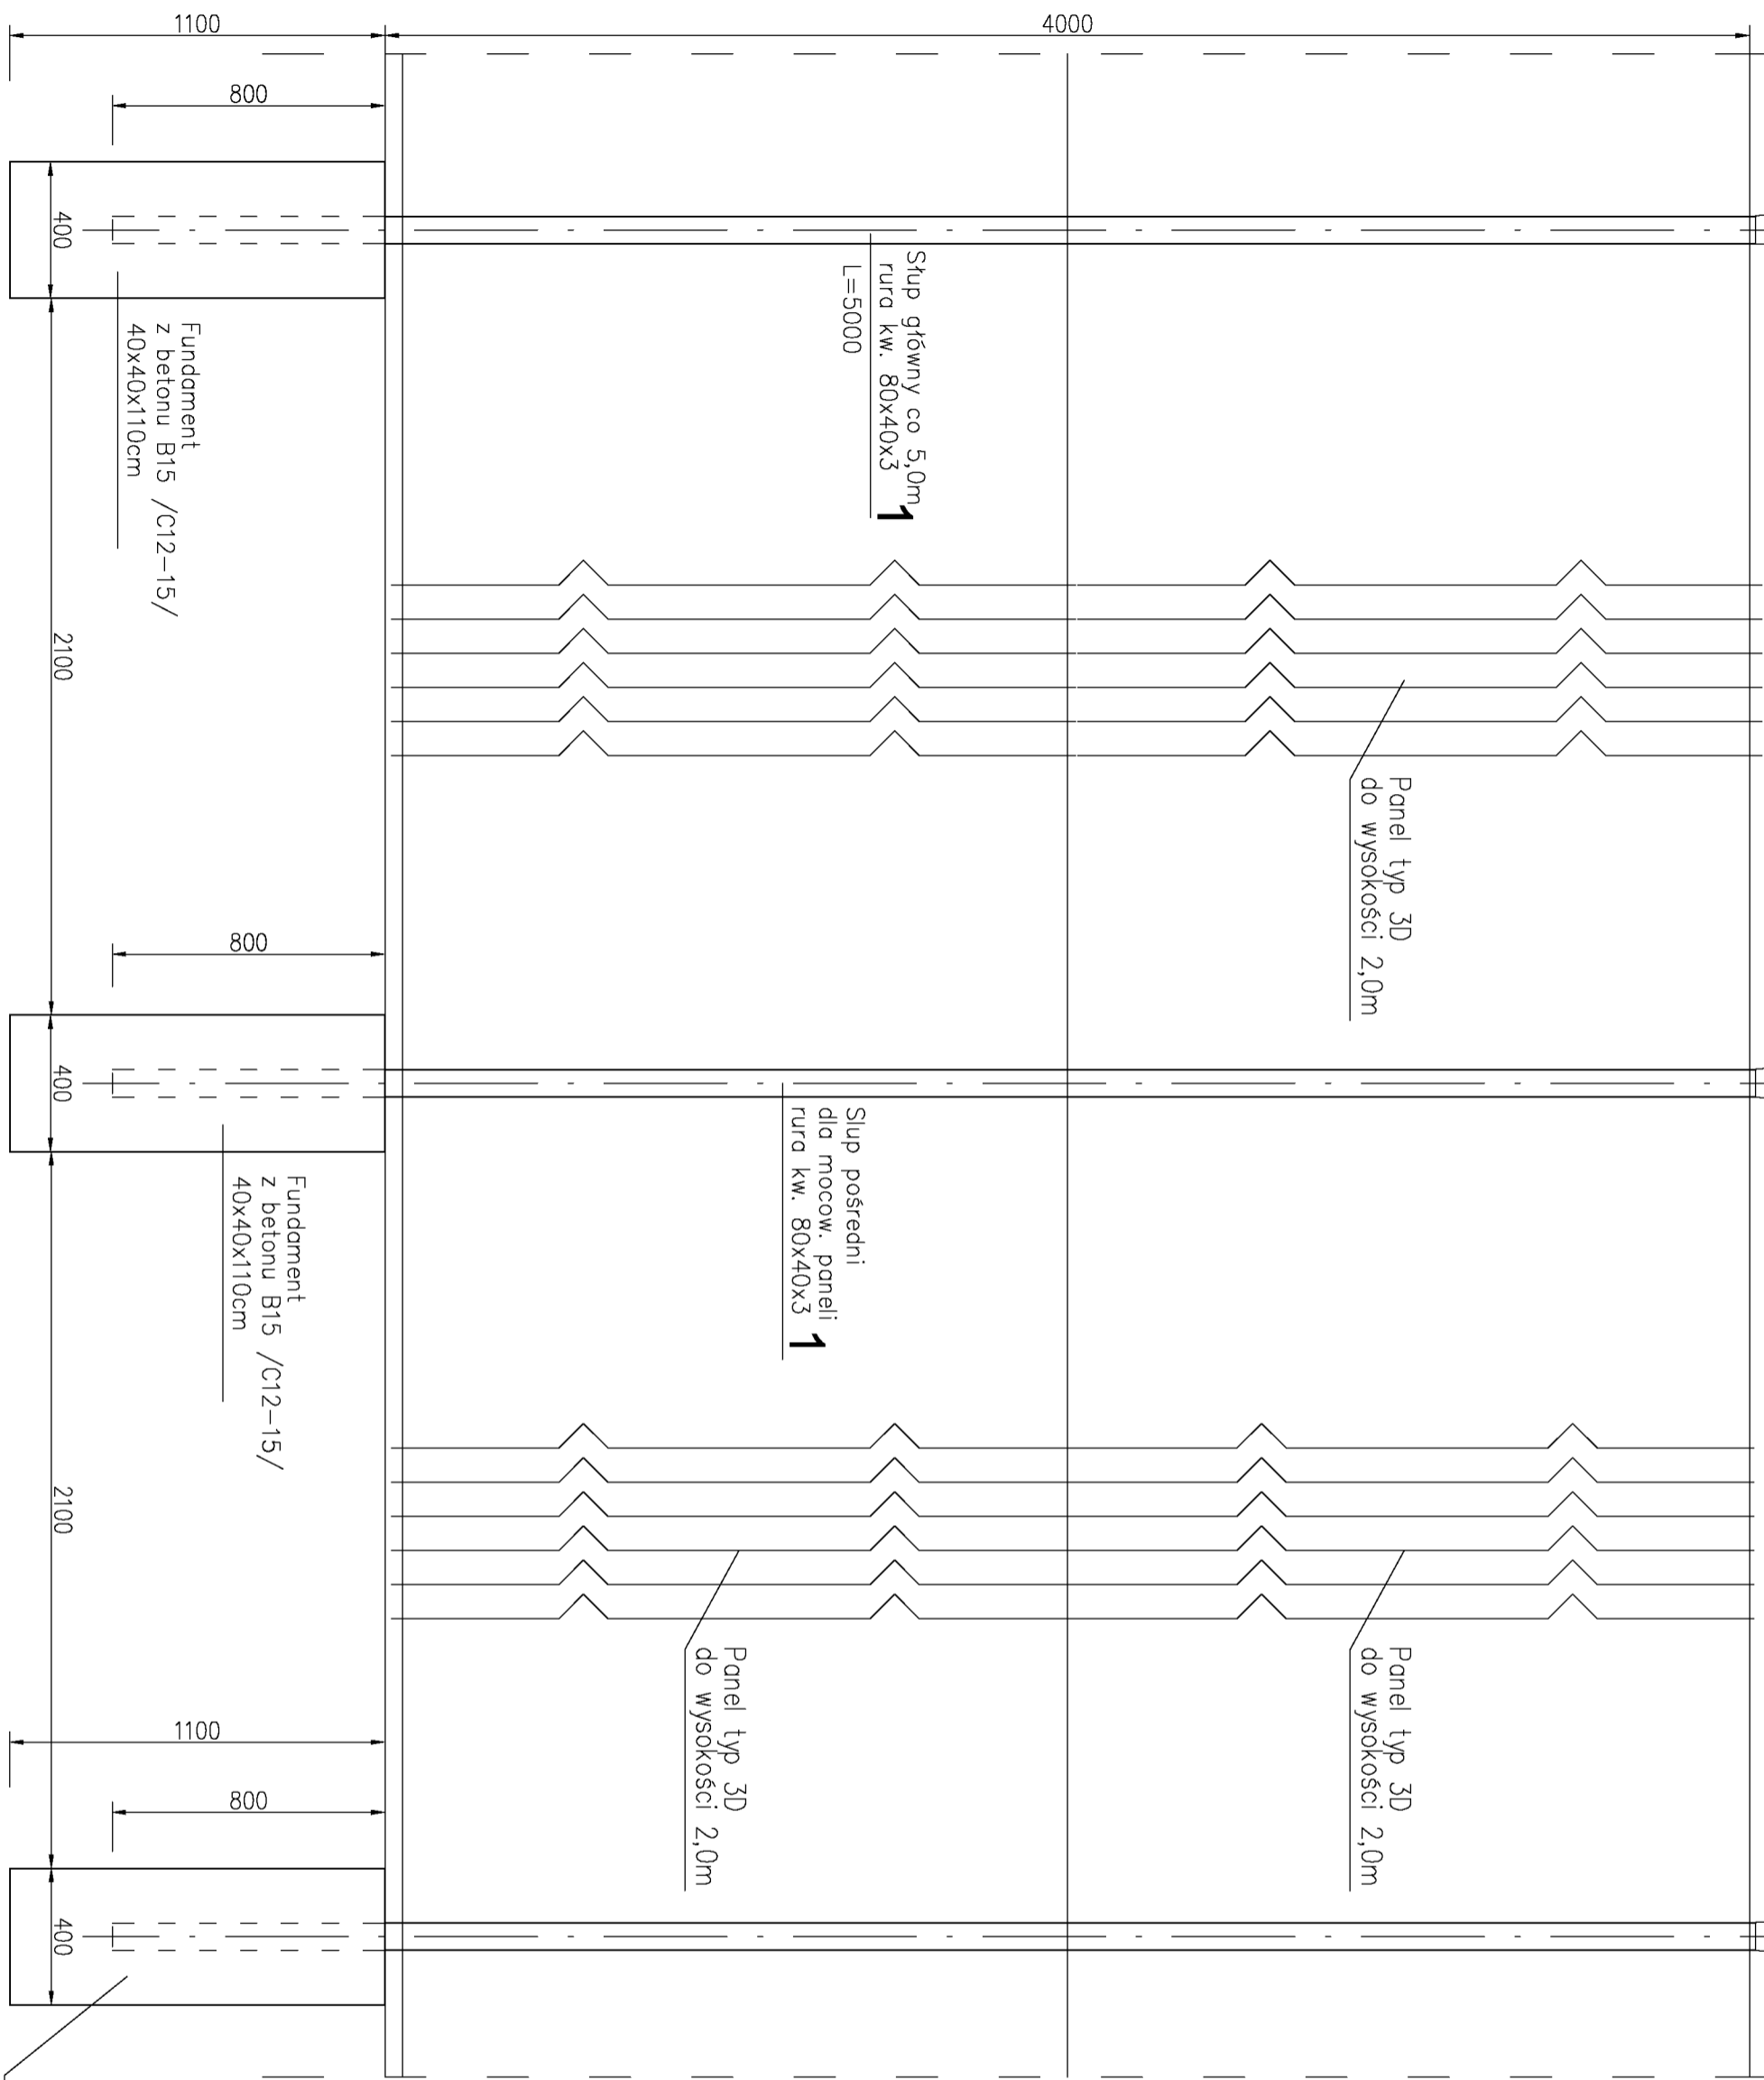 1100
4000
800
400
Słup główny co 5,0m
rura kw. 80x40x3
1
L=5000
Fundament
z betonu B15 /C12-15/
40x40x110cm
2100
Panel typ 3D
do wysokości 2,0m
800
400
Slup pośredni
dla mocow. paneli
rura kw. 80x40x3
1
Fundament
z betonu B15 /C12-15/
40x40x110cm
2100
Panel typ 3D
do wysokości 2,0m
Panel typ 3D
do wysokości 2,0m
1100
800
400